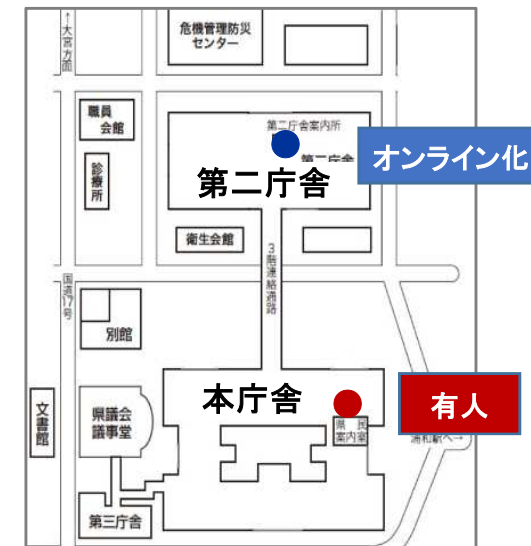 ↑大宮方面
危機管理防災
センター
職員
会館
診療所
第二庁舎案内所
オンライン化
第二庁舎
第二庁舎
衛生会館
3階連絡通路
国道17号
別館
文書館
県議会
議事堂
本庁舎
有人
県民
案内室
浦和駅へ→
第三庁舎